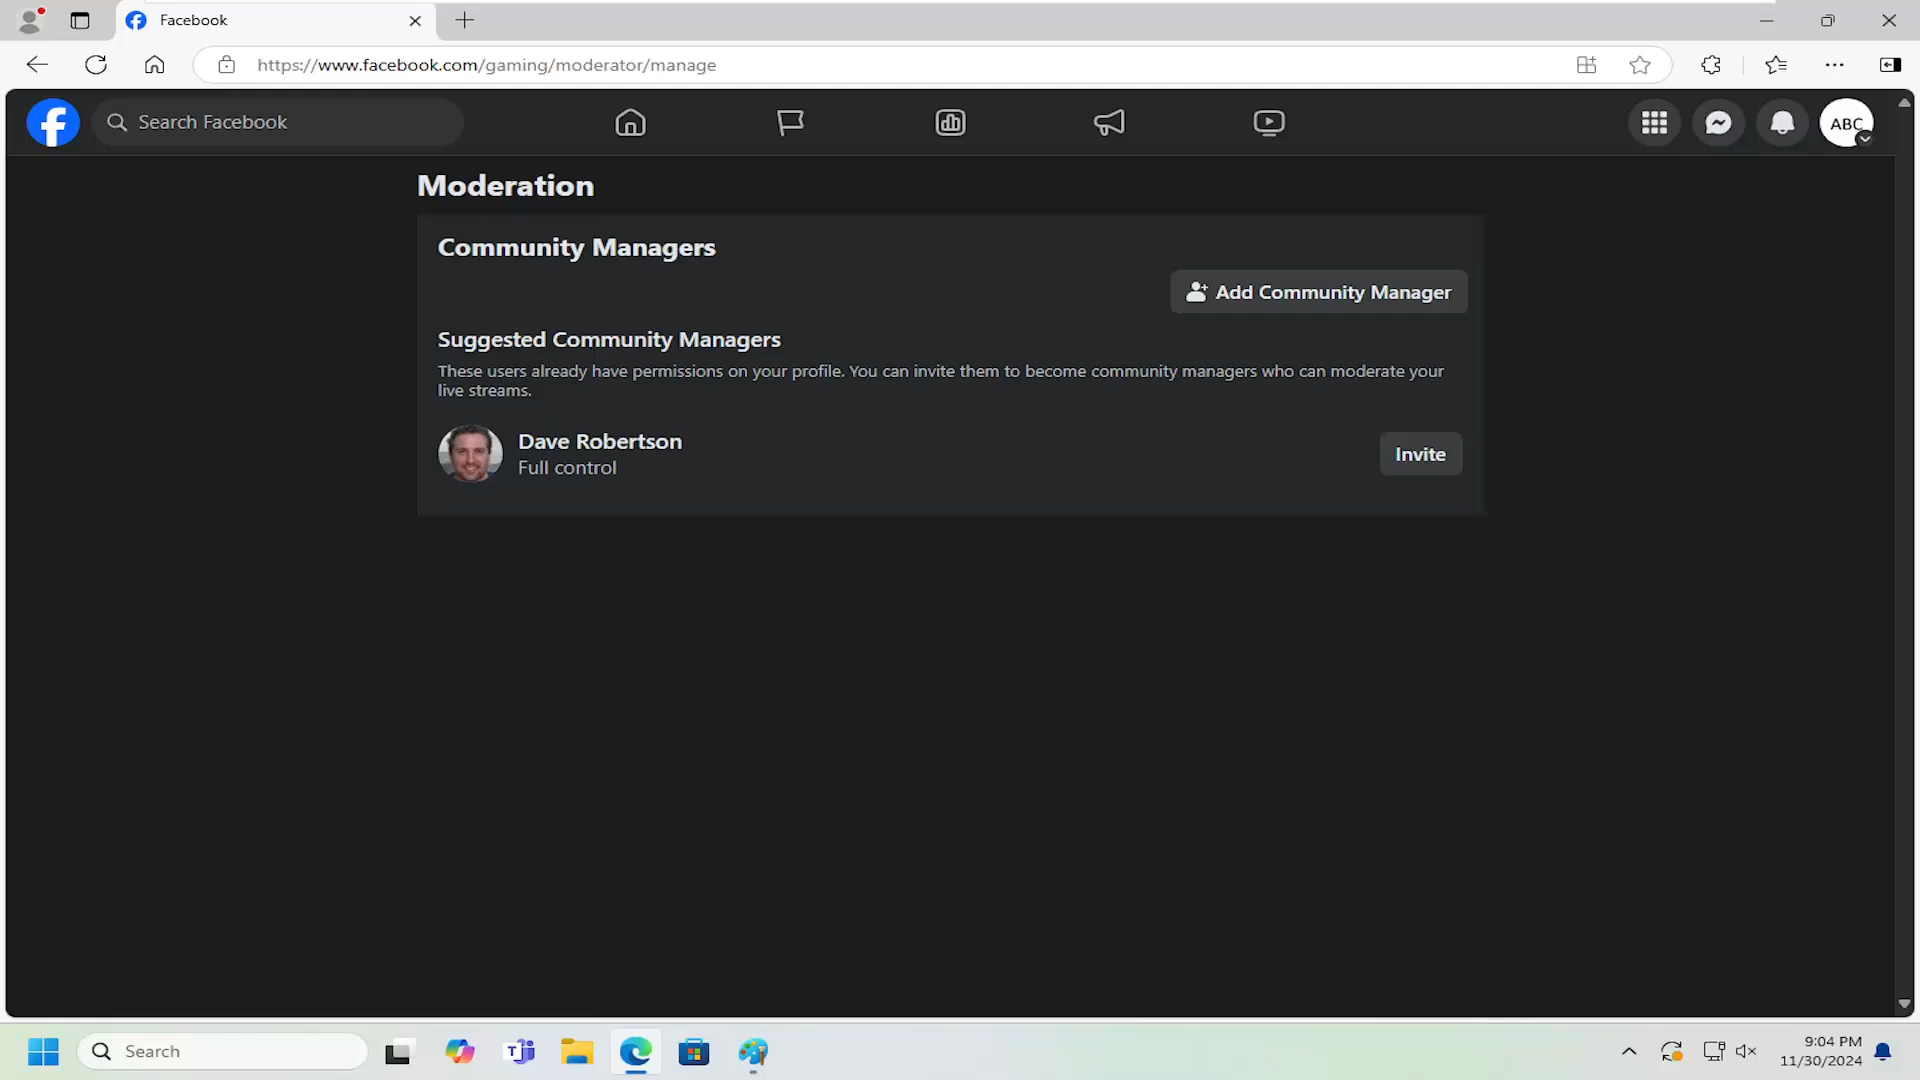 Facebook
https://www.facebook.com/gaming/moderator/manage
Search Facebook
ABC
Moderation
Community Managers
Add Community Manager
Suggested Community Managers
These users already have permissions on your profile. You can invite them to become community managers who can moderate your
live streams.
Dave Robertson
Full control
Invite
Search
9:04 PM
11/30/2024